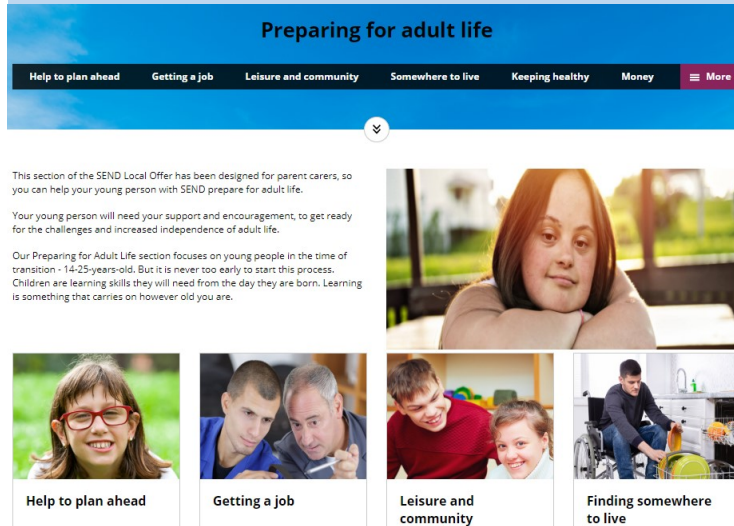 Preparing for adult life
Help to plan ahead Getting a job Leisure and community Somewhere to live Keeping healthy Money More
This section of the SEND Local Offer has been designed for parent carers, so
you can help your young person with SEND prepare for adult life.
Your young person will need your support and encouragement, to get ready
for the challenges and increased independence of adult life.
Our Preparing for Adult Life section focuses on young people in the time of
transition - 14-25-years-old. But it is never too early to start this process.
Children are learning skills they will need from the day they are born. Learning
is something that carries on however old you are.
Help to plan ahead
Getting a job
Leisure and
community
Finding somewhere
to live